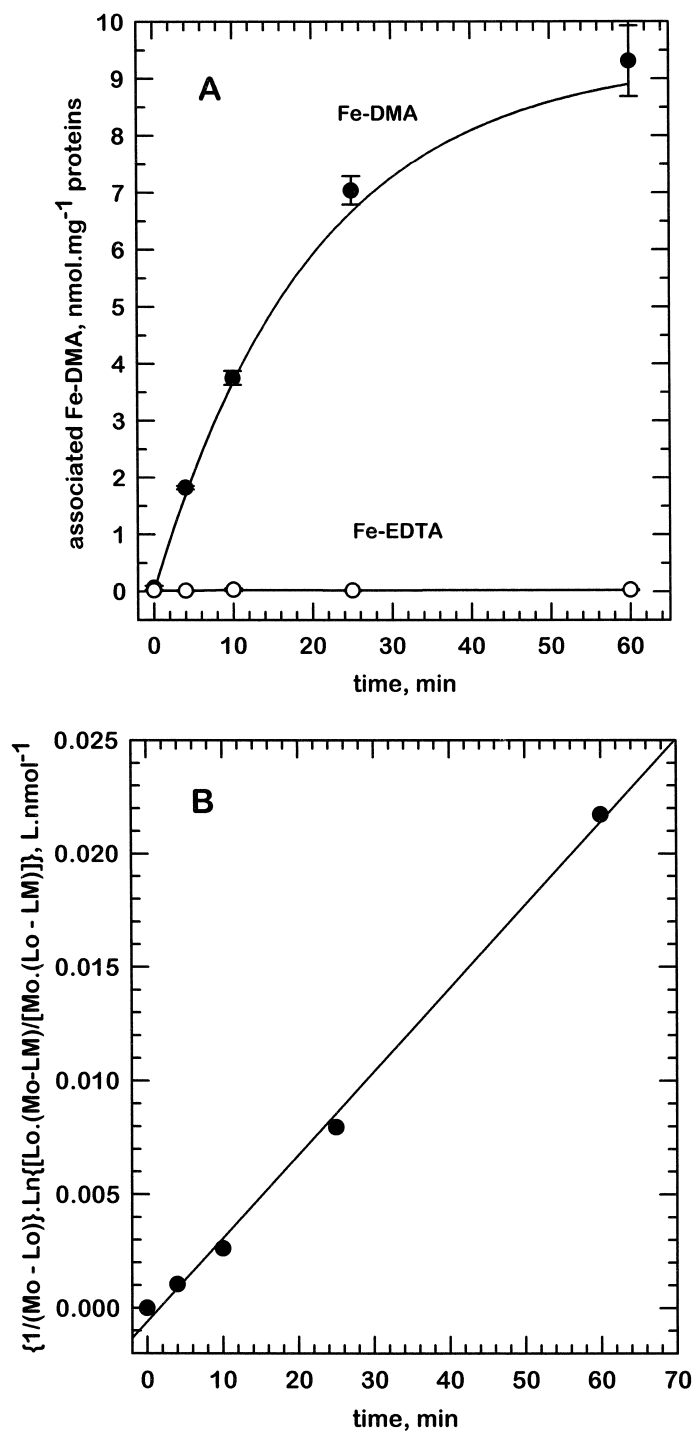 10
9
8
7
6
5
4
3
2
1
0
associated Fe-DMA, nmol.mg⁻¹ proteins
A
Fe-DMA
Fe-EDTA
0 10 20 30 40 50 60
time, min
0.025
0.020
0.015
0.010
0.005
0.000
{1/(Mo - Lo)}.Ln{[Lo.(Mo-LM)/[Mo.(Lo - LM)]}, L.nmol⁻¹
B
0 10 20 30 40 50 60 70
time, min